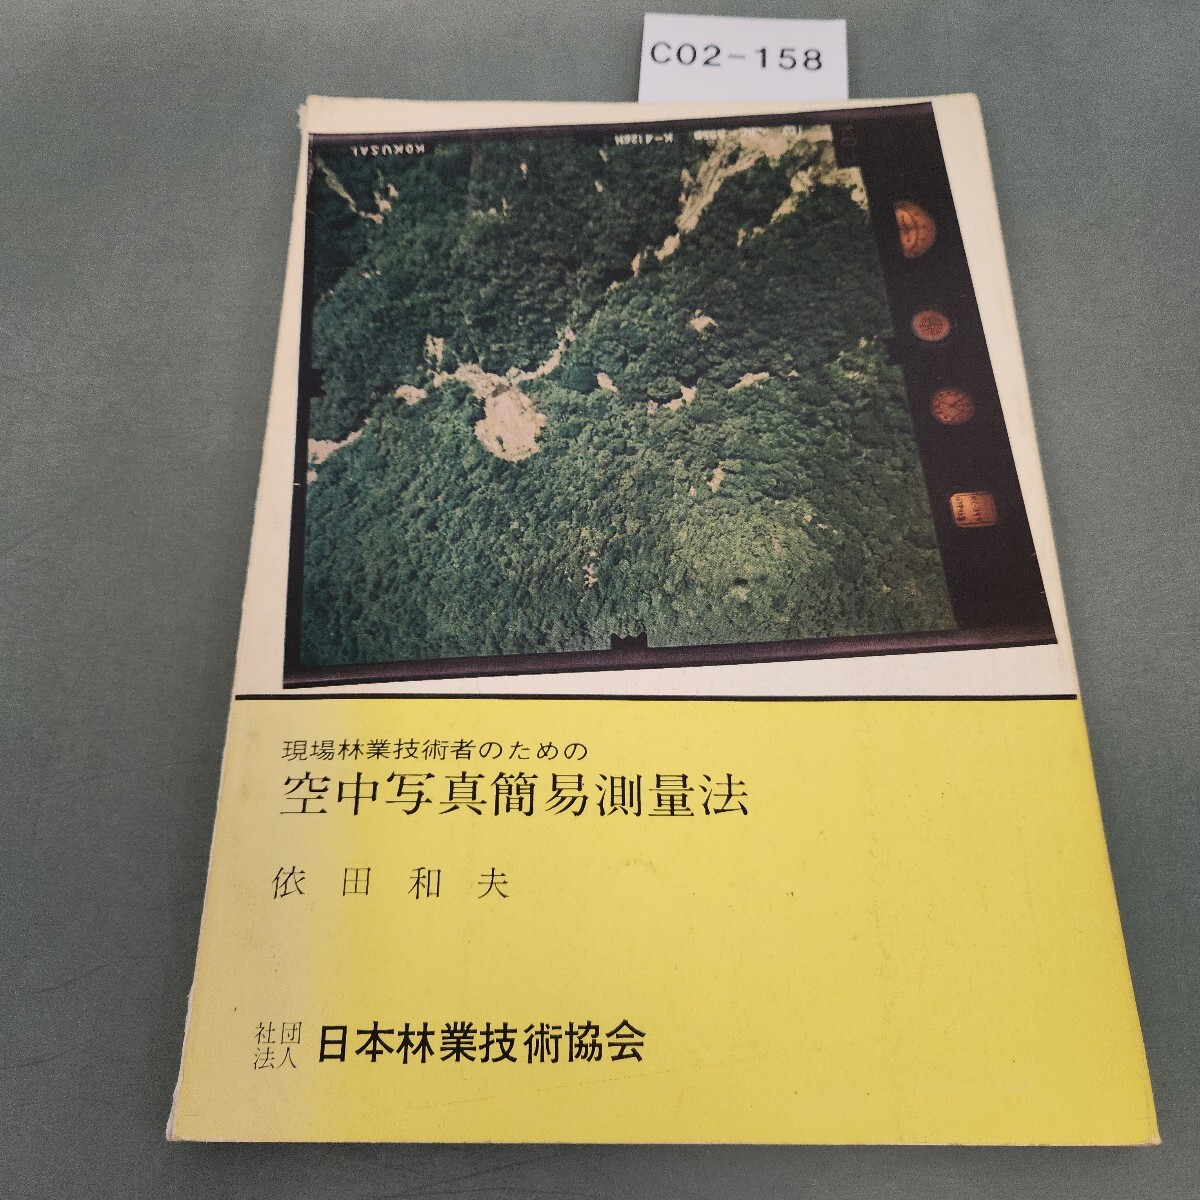 C02-158
KOKUSAI
K-4126H
現場林業技術者のための
空中写真簡易測量法
依田和夫
社団法人 日本林業技術協会